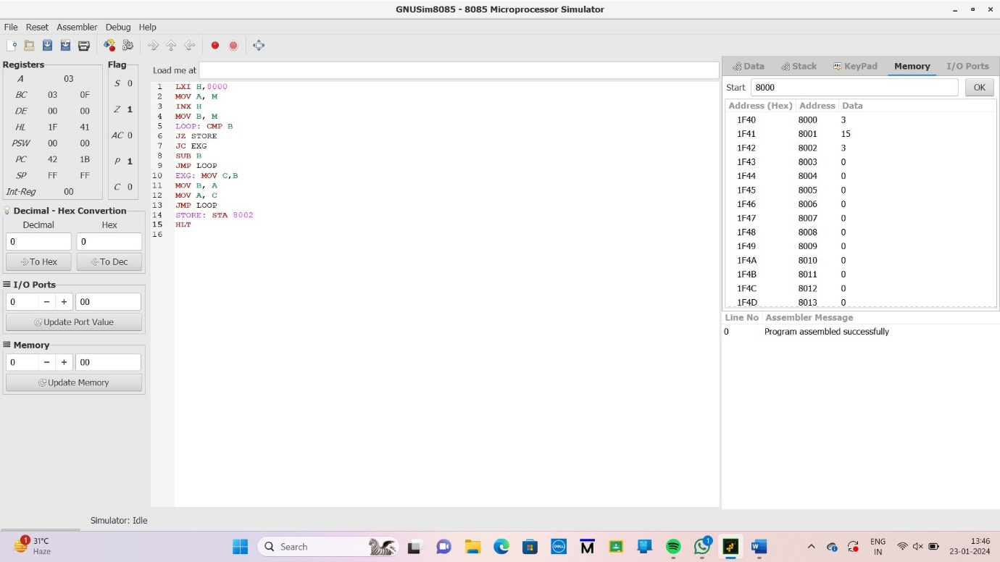 GNUSim8085 - 8085 Microprocessor Simulator
File Reset Assembler Debug Help
Registers
A 03
BC 03 0F
DE 00 00
HL 1F 41
PSW 00 00
PC 42 1B
SP FF FF
Int-Reg 00
Flag
S 0
Z 1
AC 0
P 1
C 0
Decimal - Hex Convertion
Decimal Hex
0 0
To Hex To Dec
I/O Ports
0 − + 00
Update Port Value
Memory
0 − + 00
Update Memory
Load me at
1 LXI H,8000
2 MOV A, M
3 INX H
4 MOV B, M
5 LOOP: CMP B
6 JZ STORE
7 JC EXG
8 SUB B
9 JMP LOOP
10 EXG: MOV C,B
11 MOV B, A
12 MOV A, C
13 JMP LOOP
14 STORE: STA 8002
15 HLT
16
Data Stack Abc KeyPad Memory I/O Ports
Start 8000 OK
Address (Hex) Address Data
1F40 8000 3
1F41 8001 15
1F42 8002 3
1F43 8003 0
1F44 8004 0
1F45 8005 0
1F46 8006 0
1F47 8007 0
1F48 8008 0
1F49 8009 0
1F4A 8010 0
1F4B 8011 0
1F4C 8012 0
1F4D 8013 0
Line No Assembler Message
0 Program assembled successfully
Simulator: Idle
1 31°C
Haze
Search
DELL
M
1
W
ENG
IN
13:46
23-01-2024